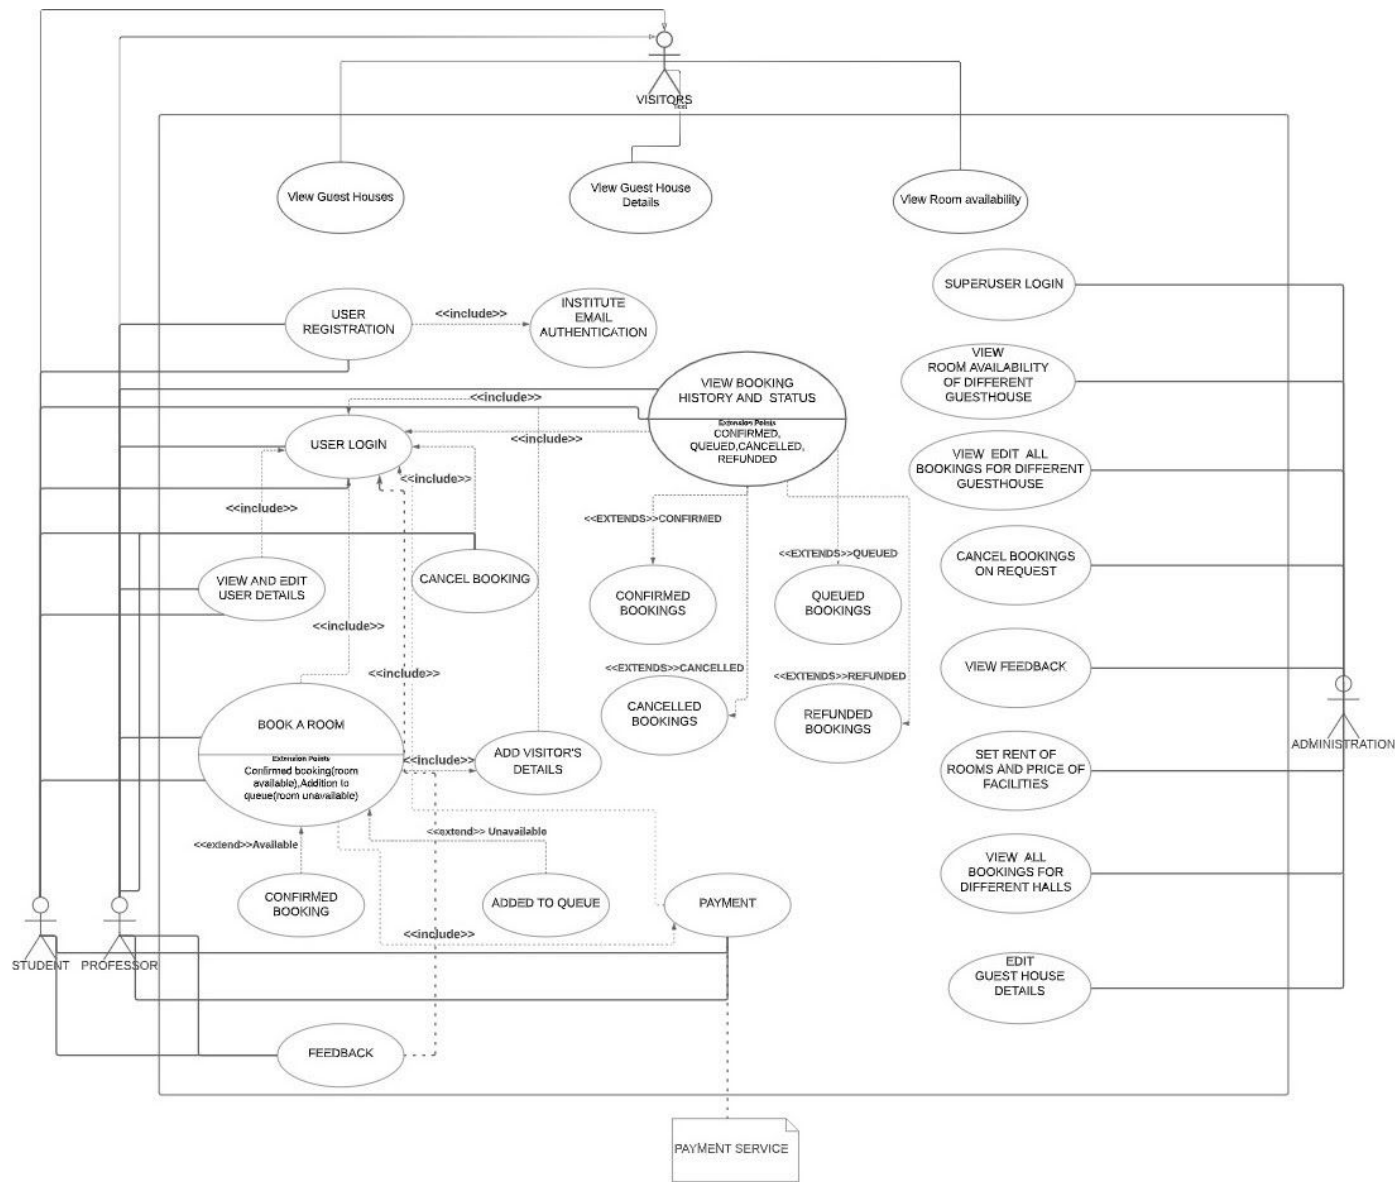 VISITORS
Text
View Guest Houses
View Guest House
Details
View Room availability
SUPERUSER LOGIN
USER
REGISTRATION
<<include>>
INSTITUTE
EMAIL
AUTHENTICATION
VIEW
ROOM AVAILABILITY
OF DIFFERENT
GUESTHOUSE
VIEW BOOKING
HISTORY AND STATUS
Extension Points
CONFIRMED,
QUEUED,CANCELLED,
REFUNDED
<<include>>
<<include>>
USER LOGIN
<<include>>
<<include>>
VIEW EDIT ALL
BOOKINGS FOR DIFFERENT
GUESTHOUSE
<<EXTENDS>>CONFIRMED
<<EXTENDS>>QUEUED
CANCEL BOOKINGS
ON REQUEST
VIEW AND EDIT
USER DETAILS
CANCEL BOOKING
CONFIRMED
BOOKINGS
QUEUED
BOOKINGS
<<include>>
<<include>>
<<EXTENDS>>CANCELLED
<<EXTENDS>>REFUNDED
VIEW FEEDBACK
CANCELLED
BOOKINGS
REFUNDED
BOOKINGS
BOOK A ROOM
Extension Points
Confirmed booking(room
available),Addition to
queue(room unavailable)
<<include>>
ADD VISITOR'S
DETAILS
ADMINISTRATION
SET RENT OF
ROOMS AND PRICE OF
FACILITIES
<<extend>>Available
<<extend>> Unavailable
VIEW ALL
BOOKINGS FOR
DIFFERENT HALLS
CONFIRMED
BOOKING
ADDED TO QUEUE
PAYMENT
<<include>>
STUDENT
PROFESSOR
EDIT
GUEST HOUSE
DETAILS
FEEDBACK
PAYMENT SERVICE